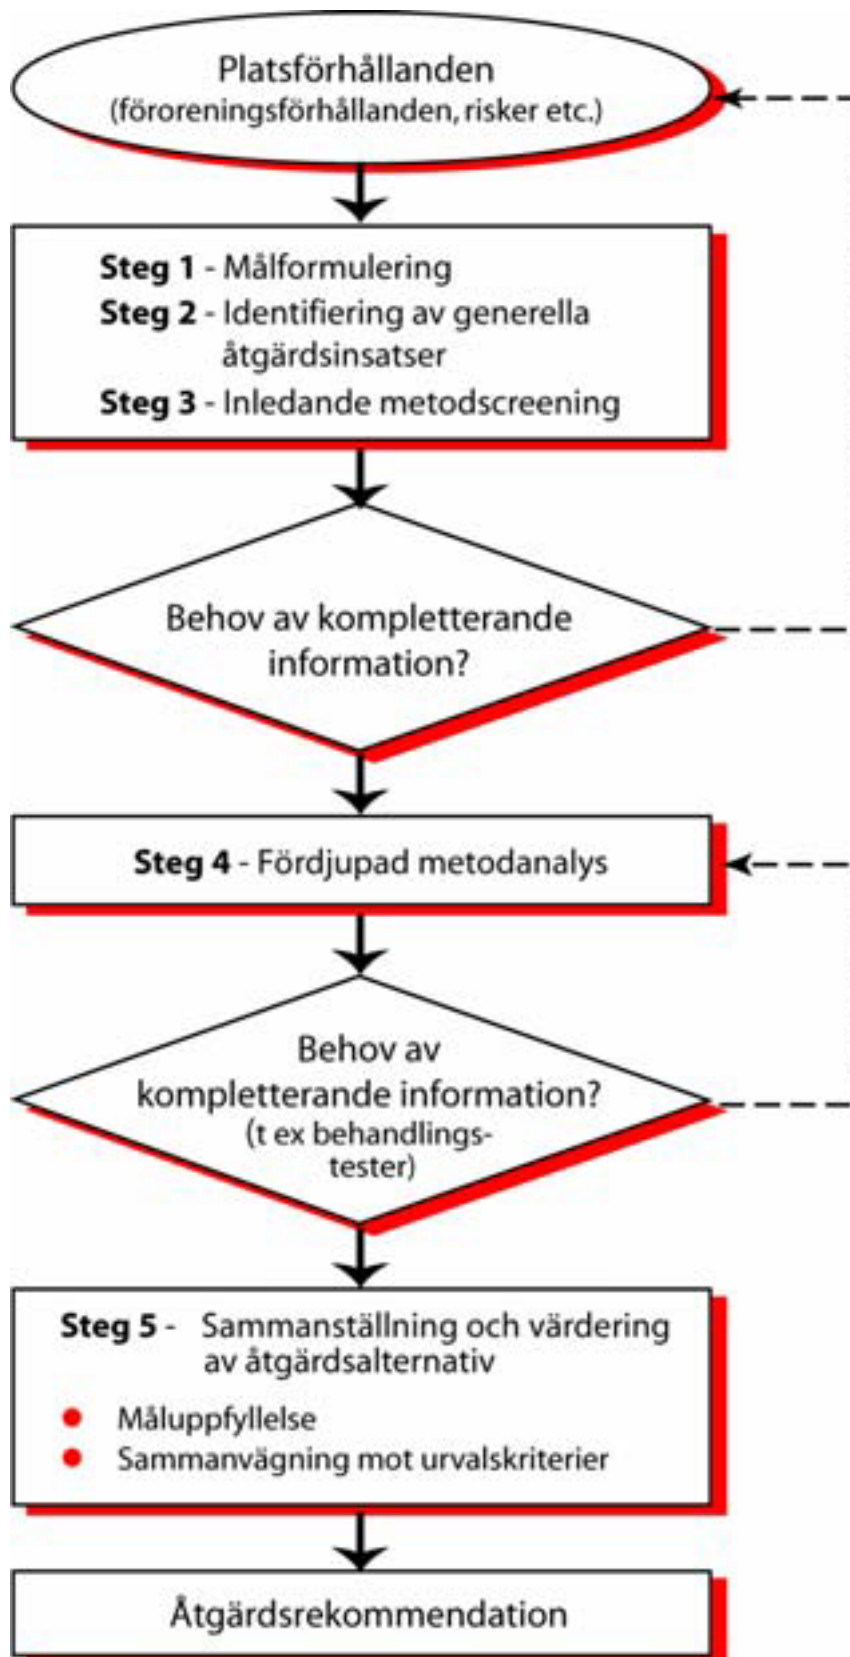 Platsförhållanden
(föroreningsförhållanden, risker etc.)
Steg 1 - Målformulering
Steg 2 - Identifiering av generella
åtgärdsinsatser
Steg 3 - Inledande metodscreening
Behov av kompletterande
information?
Steg 4 - Fördjupad metodanalys
Behov av
kompletterande information?
(t ex behandlings-
tester)
Steg 5 - Sammanställning och värdering
av åtgärdsalternativ
● Måluppfyllelse
● Sammanvägning mot urvalskriterier
Åtgärdsrekommendation